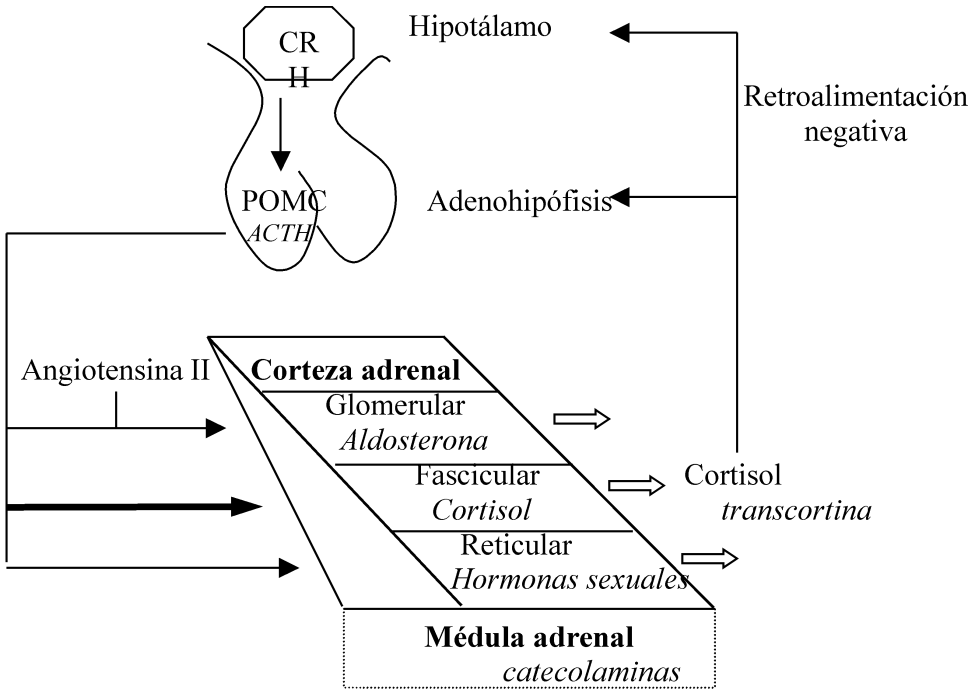 CR
H
Hipotálamo
Retroalimentación
negativa
POMC
ACTH
Adenohipófisis
Angiotensina II
Corteza adrenal
Glomerular
Aldosterona
Fascicular
Cortisol
Cortisol
transcortina
Reticular
Hormonas sexuales
Médula adrenal
catecolaminas